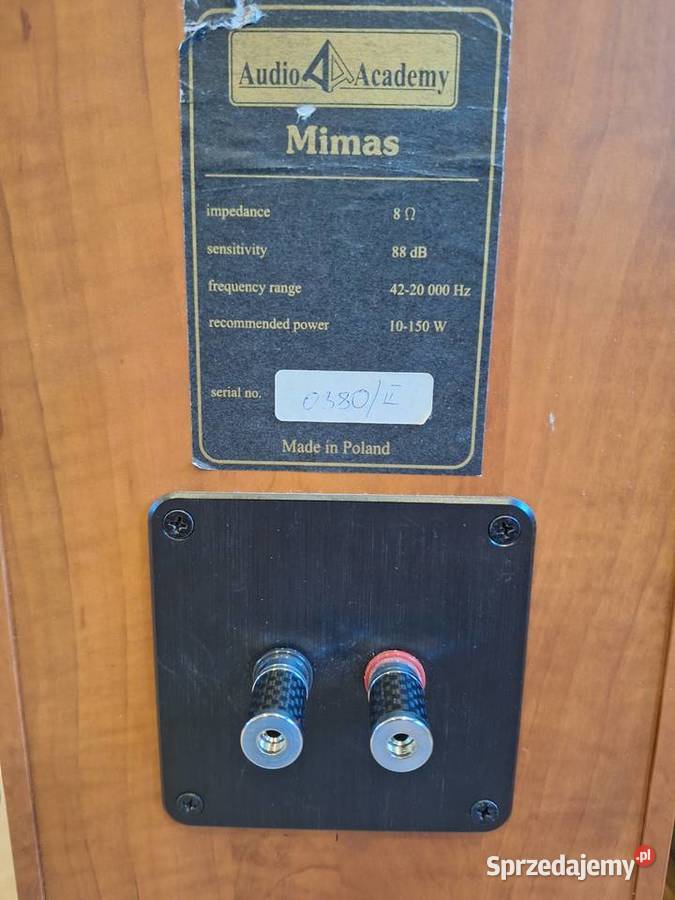 Audio Academy
Mimas
impedance 8 Ω
sensitivity 88 dB
frequency range 42-20 000 Hz
recommended power 10-150 W
serial no. 0380/II
Made in Poland
Sprzedajemy.pl